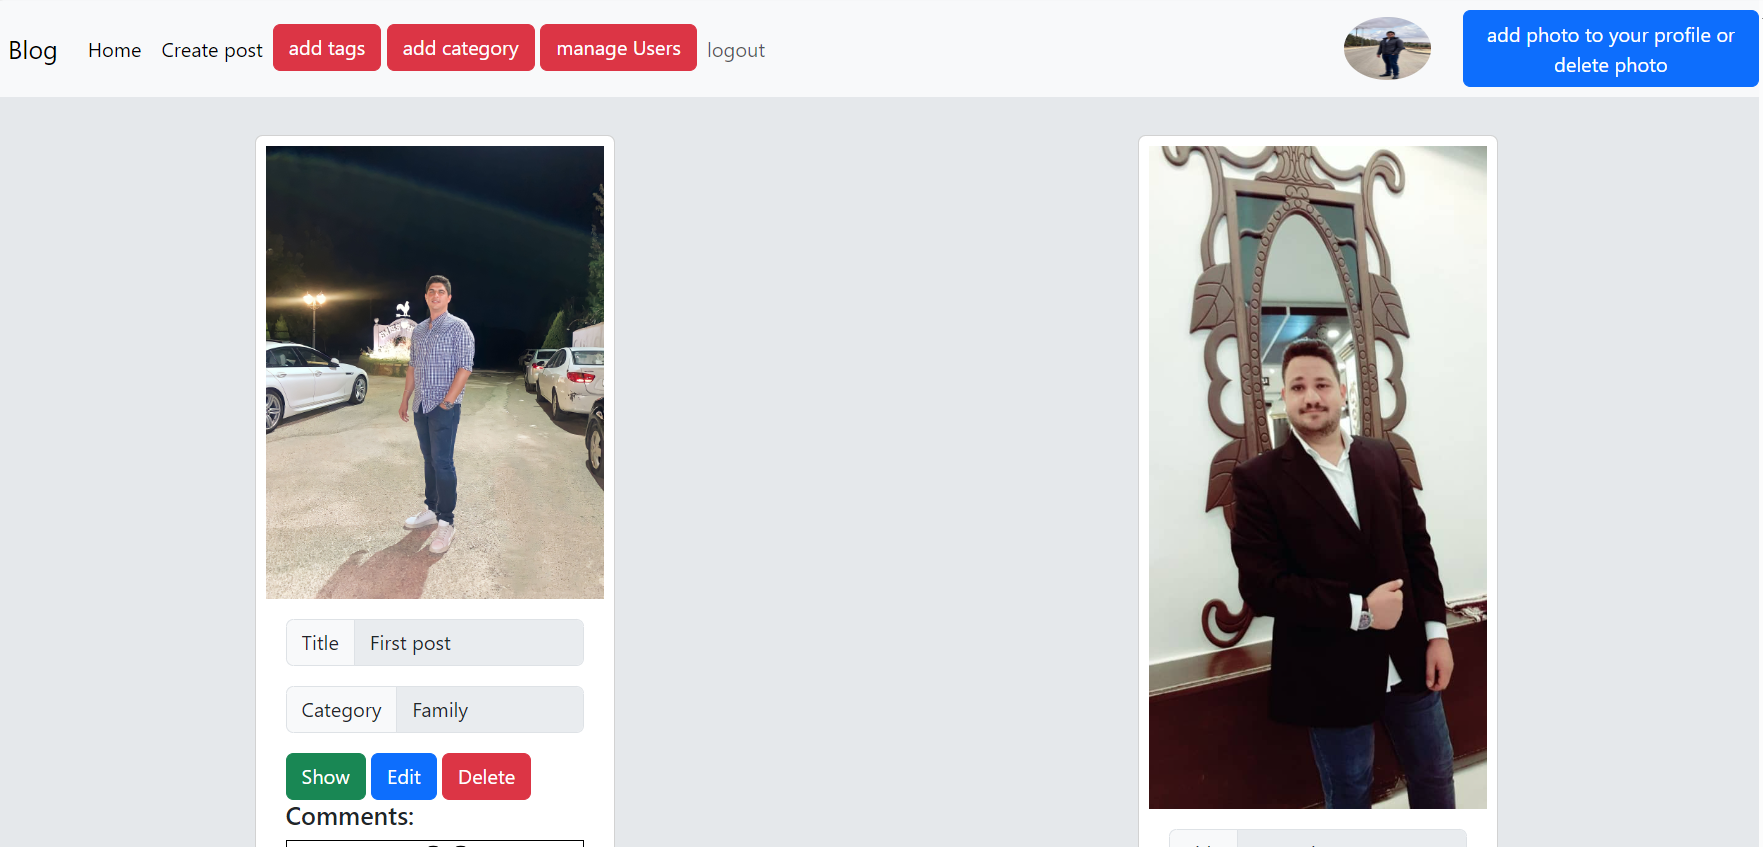 Blog Home Create post add tags add category manage Users logout
add photo to your profile or
delete photo
Title First post
Category Family
Show Edit Delete
Comments: